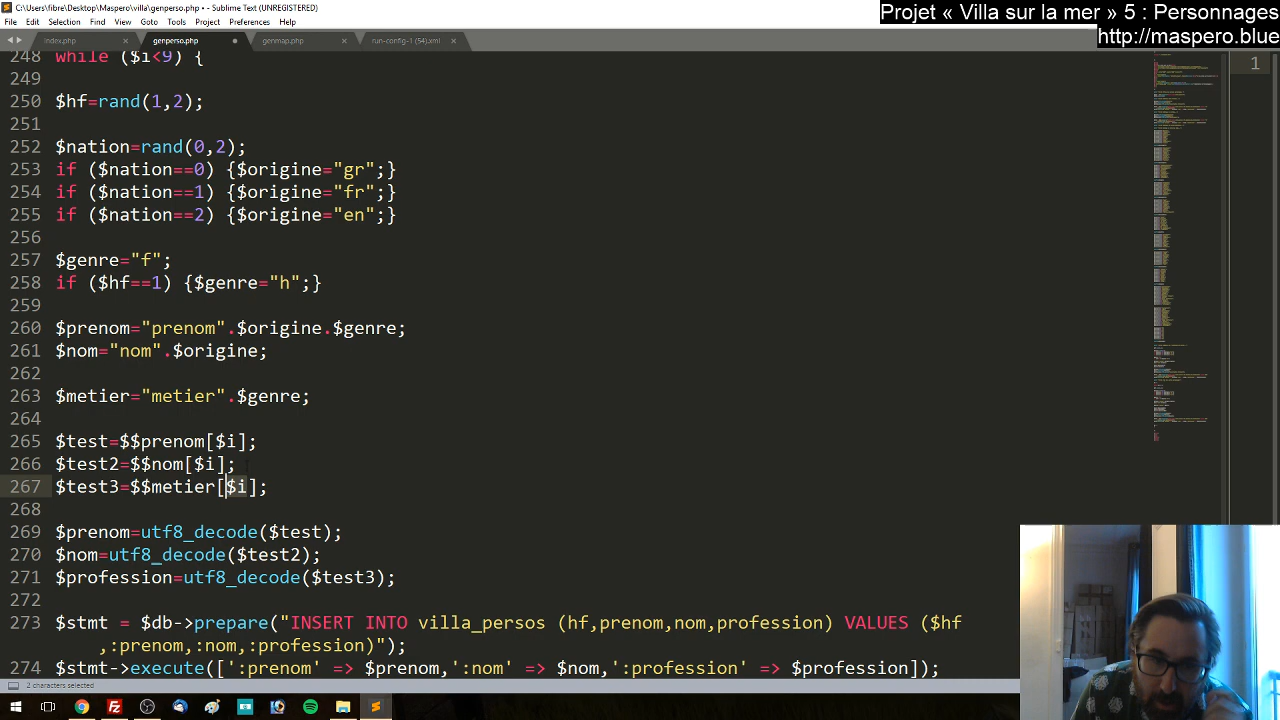 C:\Users\fibre\Desktop\Maspero\villa\genperso.php • - Sublime Text (UNREGISTERED)
Projet « Villa sur la mer » 5 : Personnages
http://maspero.blue
File Edit Selection Find View Goto Tools Project Preferences Help
index.php genperso.php genmap.php run-config-1 (54).xml
248 while ($i<9) {
249
250 $hf=rand(1,2);
251
252 $nation=rand(0,2);
253 if ($nation==0) {$origine="gr";}
254 if ($nation==1) {$origine="fr";}
255 if ($nation==2) {$origine="en";}
256
257 $genre="f";
258 if ($hf==1) {$genre="h";}
259
260 $prenom="prenom".$origine.$genre;
261 $nom="nom".$origine;
262
263 $metier="metier".$genre;
264
265 $test=$$prenom[$i];
266 $test2=$$nom[$i];
267 $test3=$$metier[$i];
268
269 $prenom=utf8_decode($test);
270 $nom=utf8_decode($test2);
271 $profession=utf8_decode($test3);
272
273 $stmt = $db->prepare("INSERT INTO villa_persos (hf,prenom,nom,profession) VALUES ($hf
,:prenom,:nom,:profession)");
274 $stmt->execute([':prenom' => $prenom,':nom' => $nom,':profession' => $profession]);
1
2 characters selected